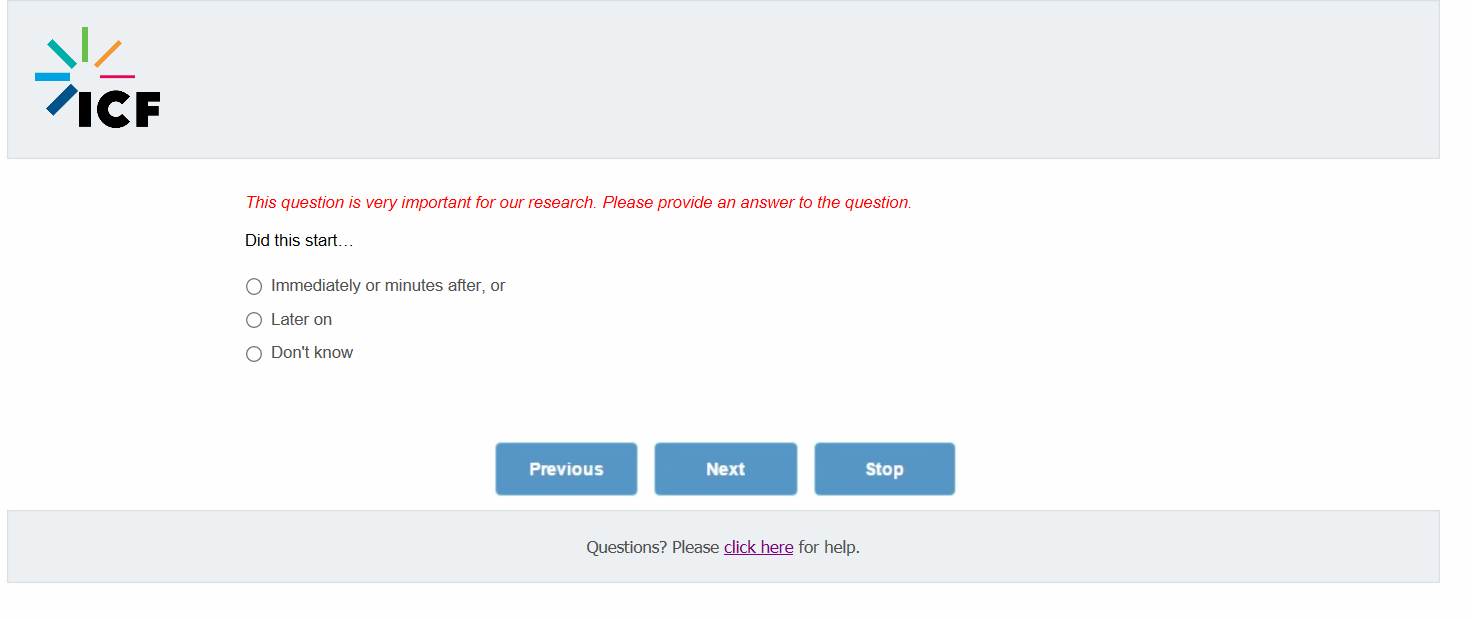 ICF
This question is very important for our research. Please provide an answer to the question.
Did this start…
Immediately or minutes after, or
Later on
Don't know
Previous Next Stop
Questions? Please click here for help.